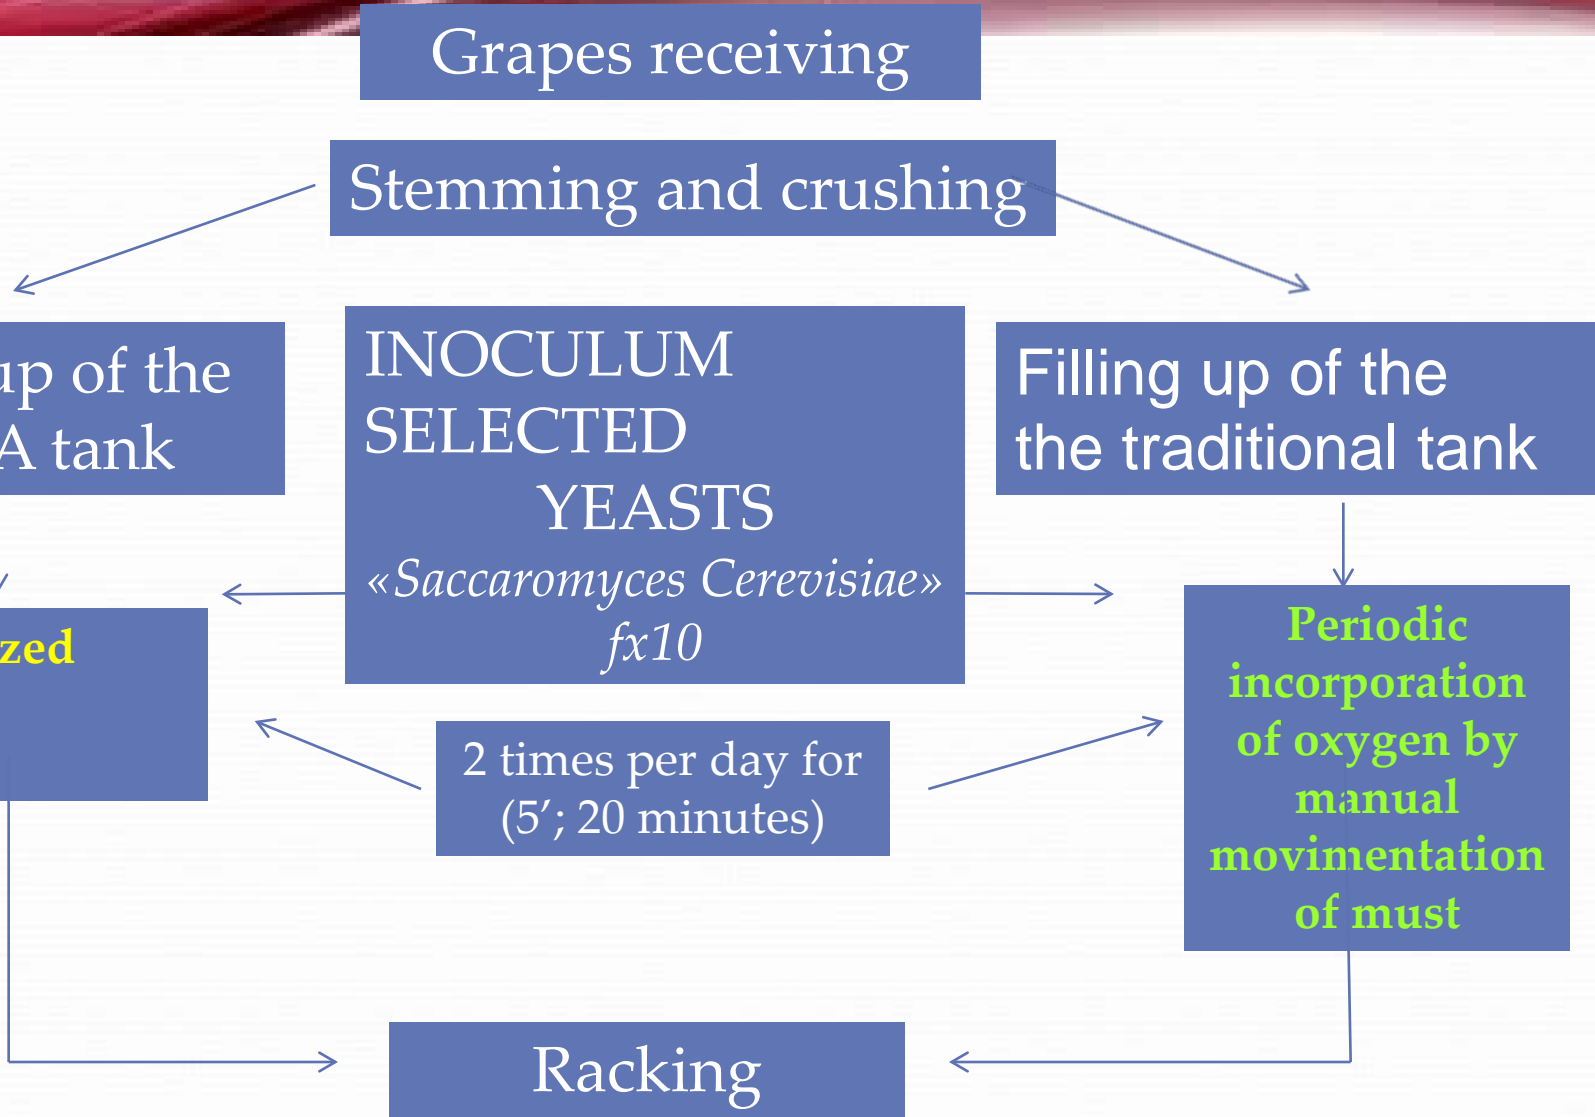 Grapes receiving
Stemming and crushing
up of the
A tank
INOCULUM
SELECTED
YEASTS
«Saccaromyces Cerevisiae»
fx10
Filling up of the
the traditional tank
zed
2 times per day for
(5’; 20 minutes)
Periodic
incorporation
of oxygen by
manual
movimentation
of must
Racking